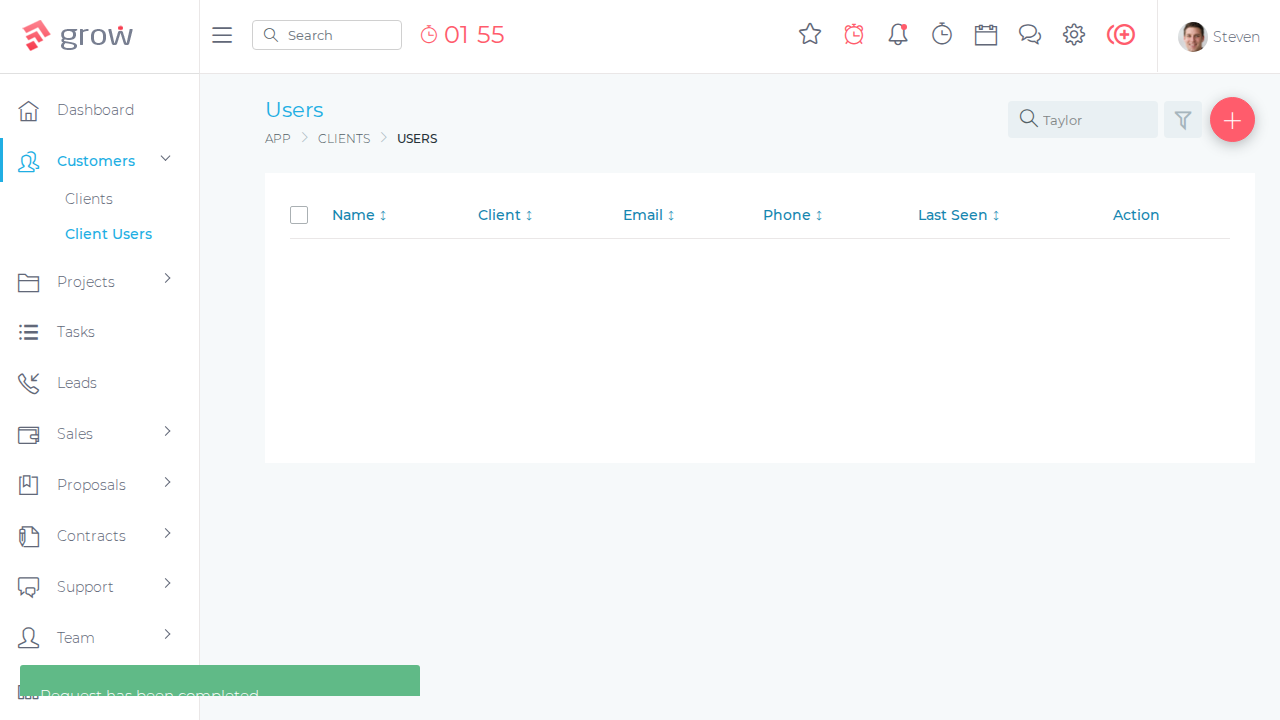 grow
Search
01 55
Steven
Dashboard
Customers
Clients
Client Users
Projects
Tasks
Leads
Sales
Proposals
Contracts
Support
Team
Users
APP
CLIENTS
USERS
Taylor
Name
Client
Email
Phone
Last Seen
Action
Request has been completed